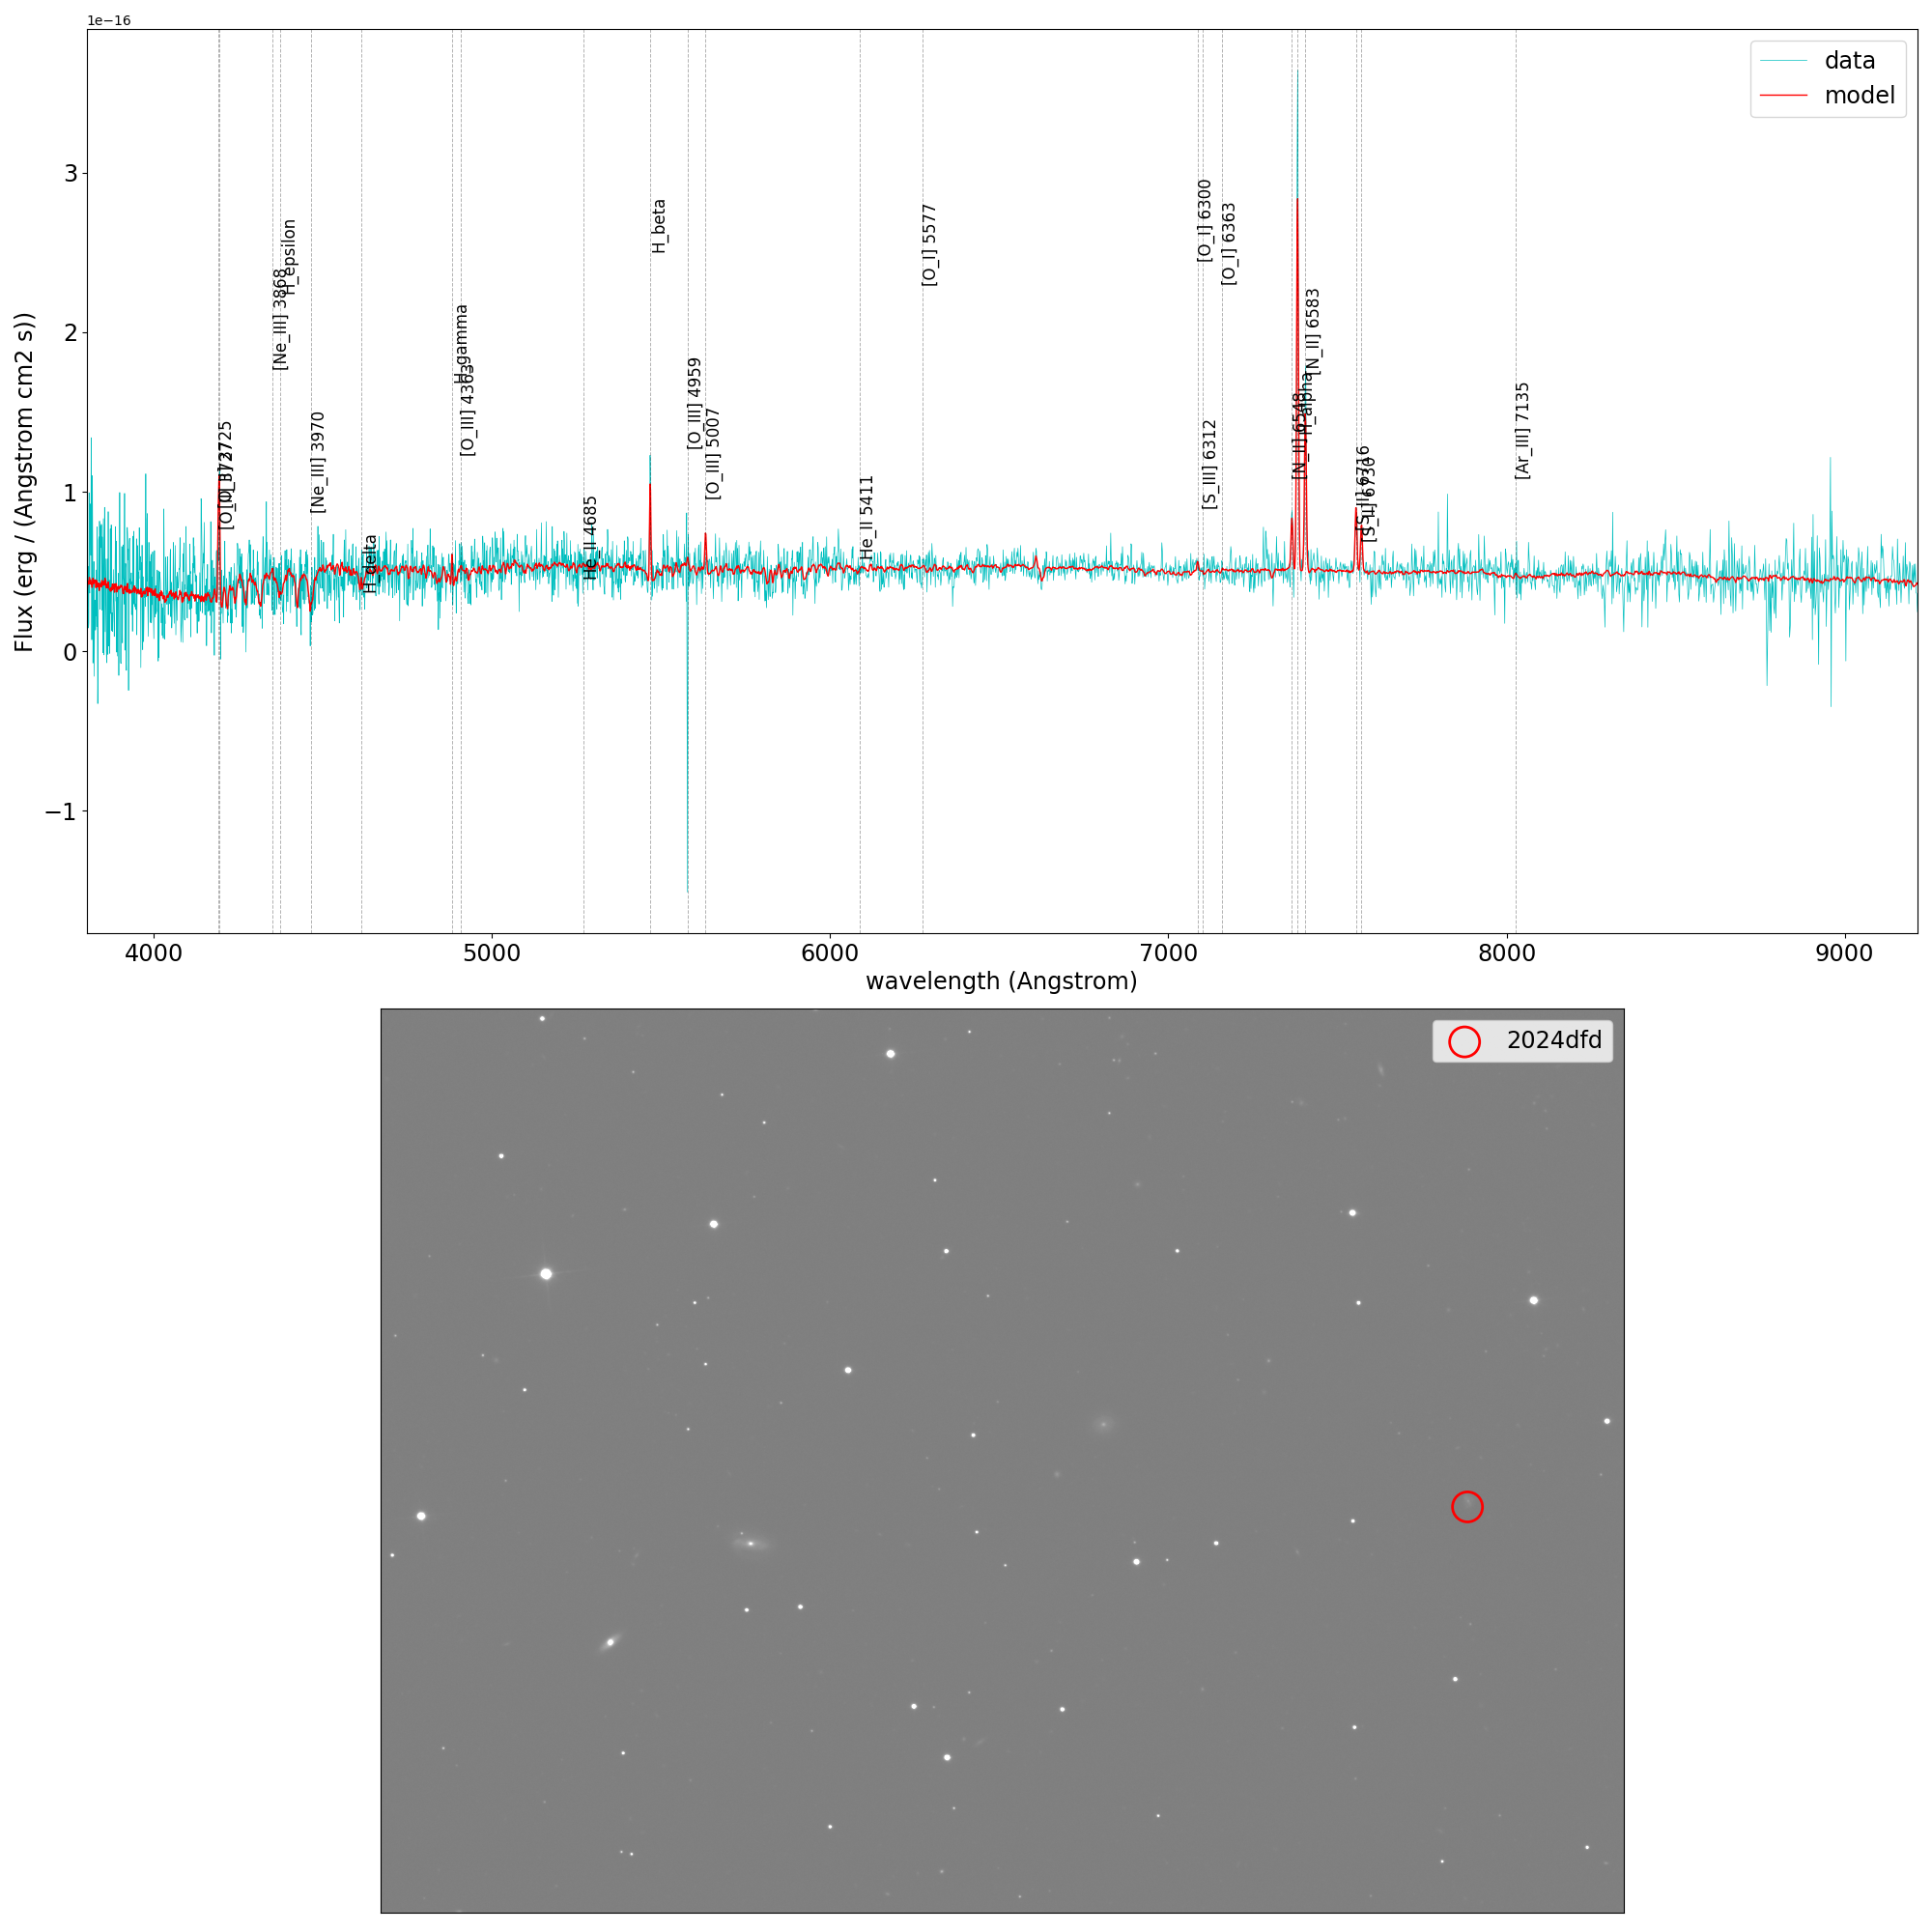 1e−16
data
model
Flux (erg / (Angstrom cm2 s))
3
2
1
0
−1
[Ne_III] 3868
H_epsilon
[Ne_III] 3970
H_delta
H_gamma
[O_III] 4363
He_II 4685
H_beta
[O_III] 4959
[O_III] 5007
He_II 5411
[O_I] 5577
[O_I] 6300
[S_III] 6312
[O_I] 6363
[N_II] 6548
H_alpha
[N_II] 6583
[S_II] 6716
[S_II] 6730
[Ar_III] 7135
4000
5000
6000
7000
8000
9000
wavelength (Angstrom)
2024dfd